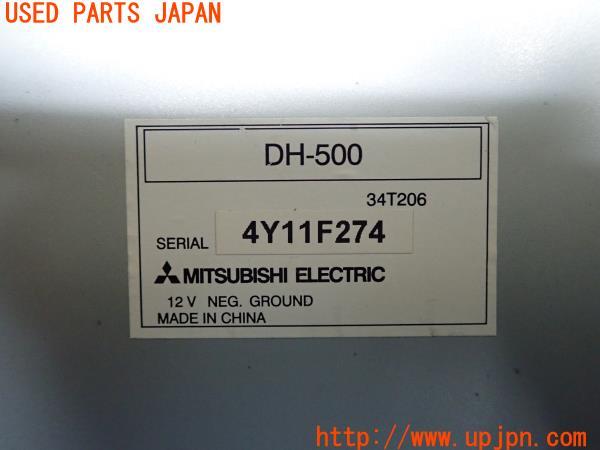 USED PARTS JAPAN
DH-500
34T206
SERIAL 4Y11F274
MITSUBISHI ELECTRIC
12 V NEG. GROUND
MADE IN CHINA
http://www.upjpn.com/